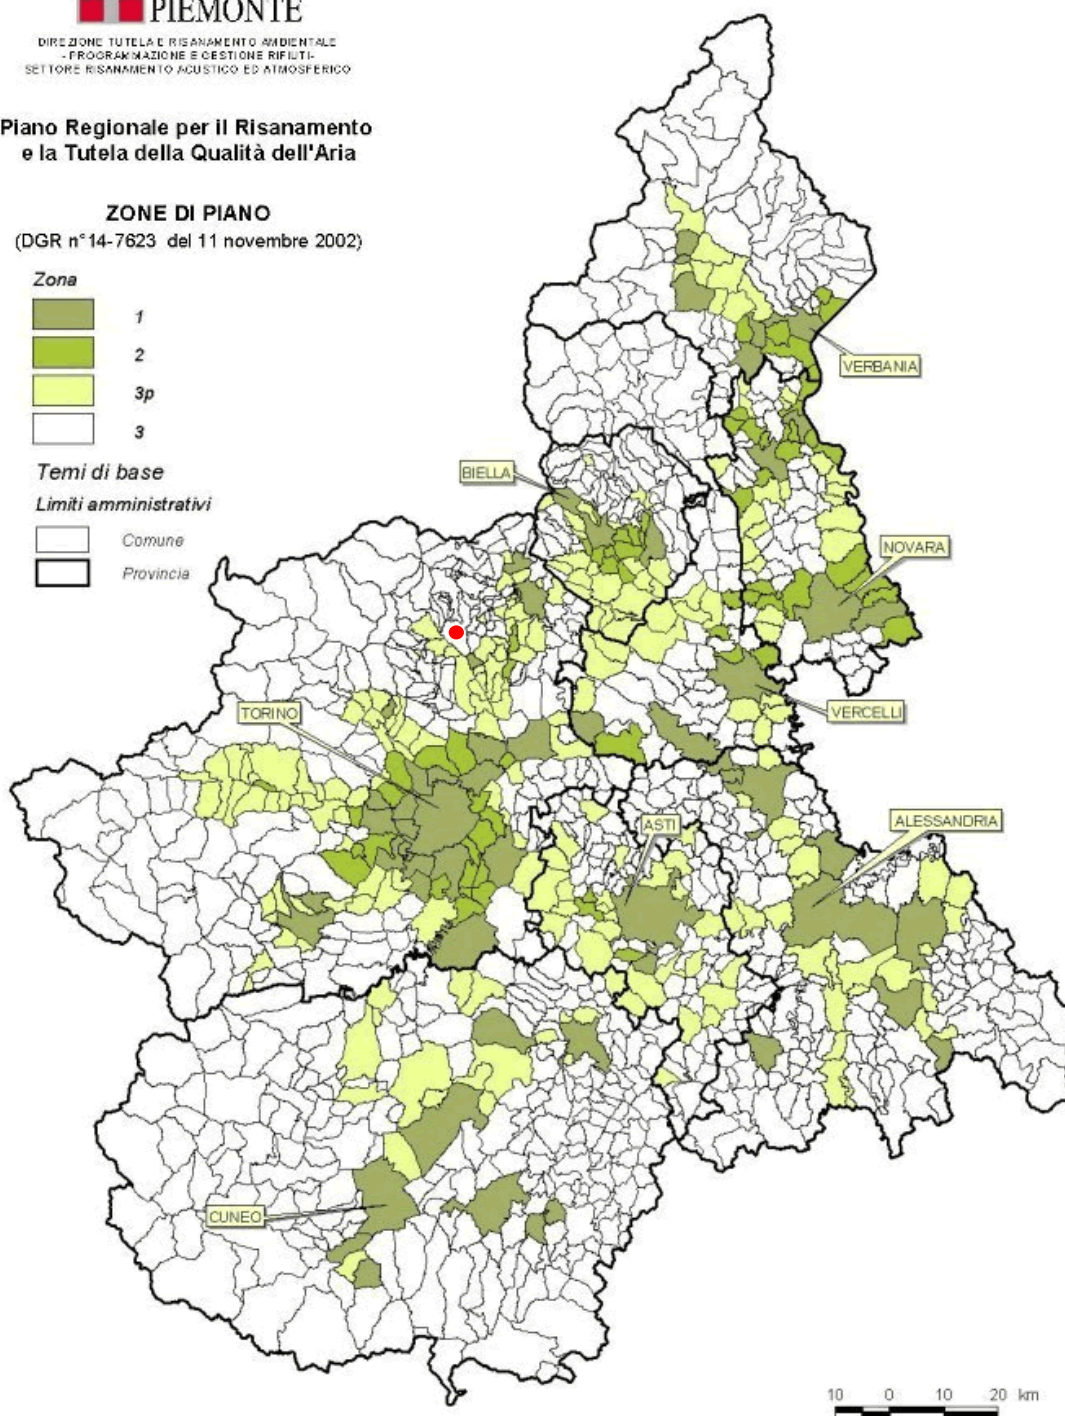 PIEMONTE
DIREZIONE TUTELA E RISANAMENTO AMBIENTALE
- PROGRAMMAZIONE E GESTIONE RIFIUTI-
SETTORE RISANAMENTO ACUSTICO ED ATMOSFERICO
Piano Regionale per il Risanamento
e la Tutela della Qualità dell'Aria
ZONE DI PIANO
(DGR n°14-7623 del 11 novembre 2002)
Zona
1
2
3p
3
Temi di base
Limiti amministrativi
Comune
Provincia
VERBANIA
BIELLA
NOVARA
TORINO
VERCELLI
ASTI
ALESSANDRIA
CUNEO
10 0 10 20 km